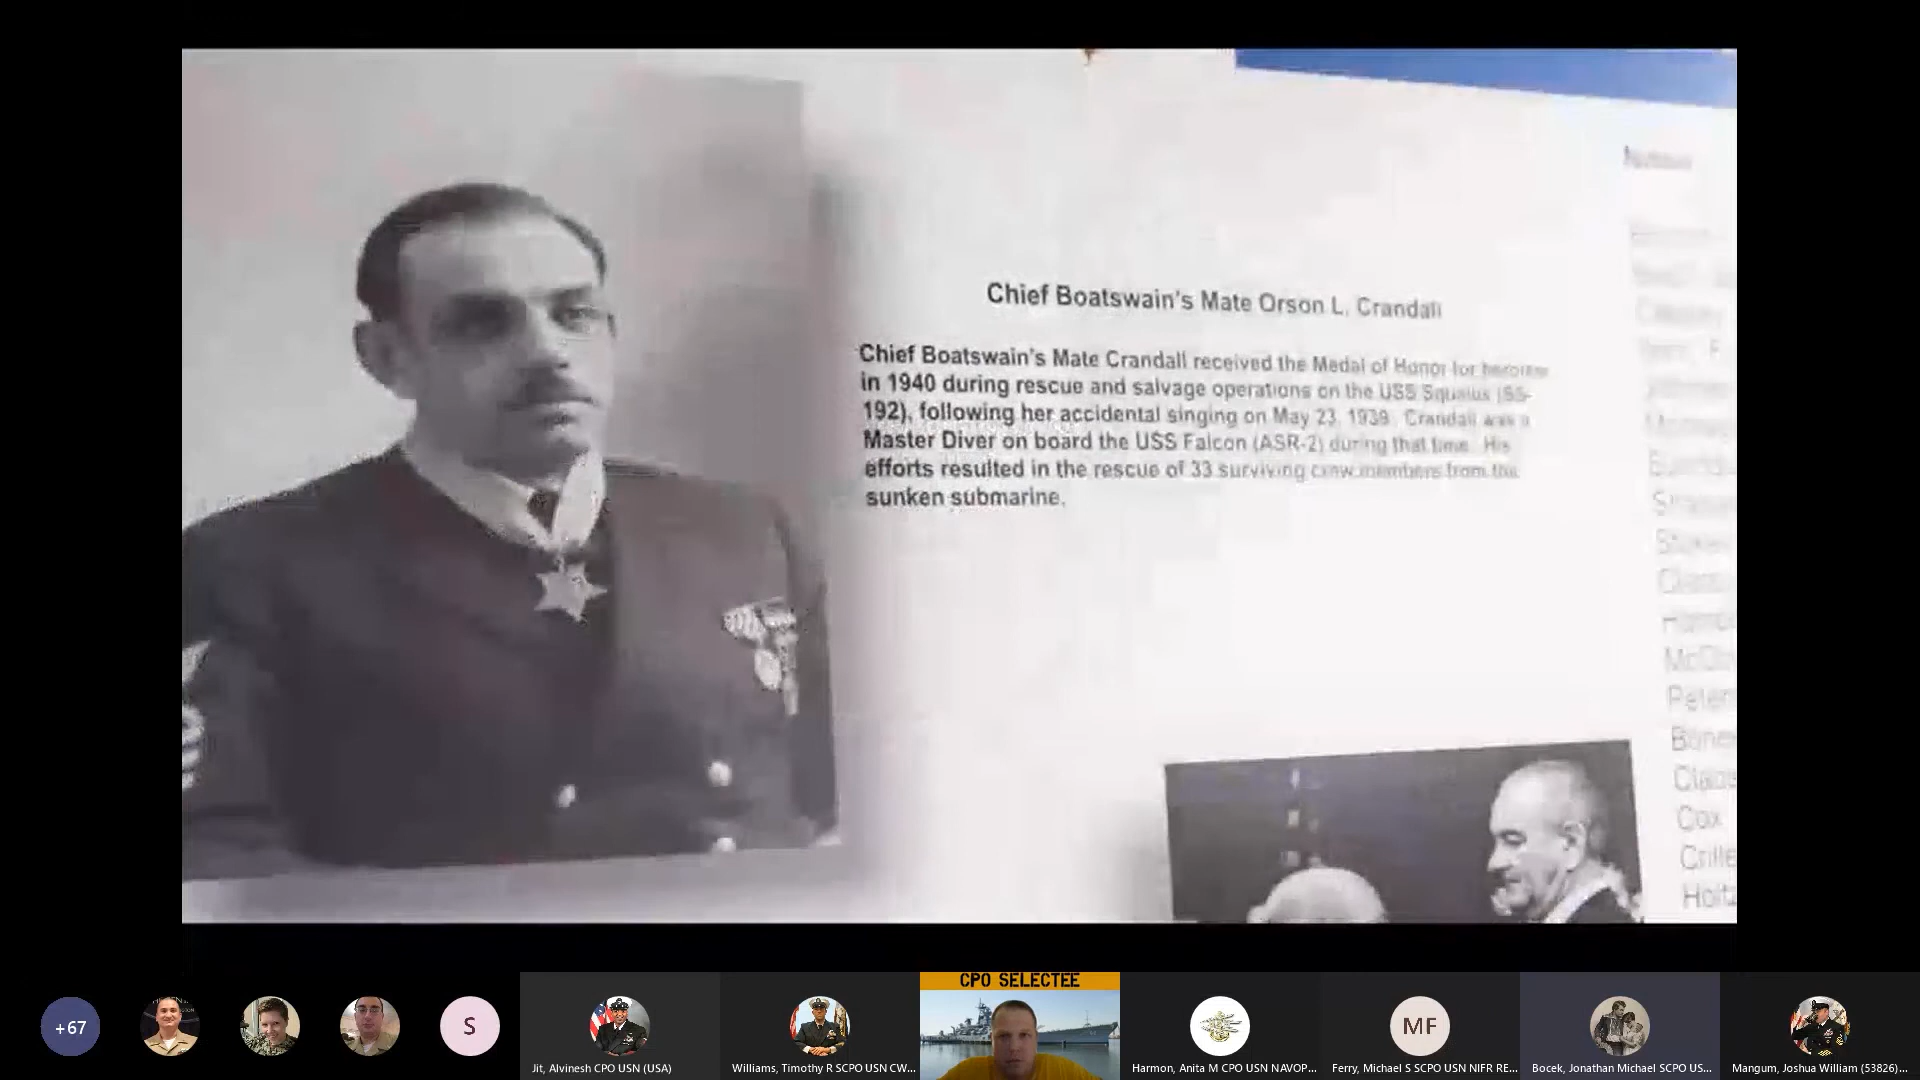 Chief Boatswain's Mate Orson L. Crandall
Chief Boatswain's Mate Crandall received the Medal of Honor for heroism
in 1940 during rescue and salvage operations on the USS Squalus (SS-
192), following her accidental singing on May 23, 1939. Crandall was a
Master Diver on board the USS Falcon (ASR-2) during that time. His
efforts resulted in the rescue of 33 surviving crew members from the
sunken submarine.
Cox
+67
S
Jit, Alvinesh CPO USN (USA)
Williams, Timothy R SCPO USN CW...
CPO SELECTEE
Harmon, Anita M CPO USN NAVOP...
MF
Ferry, Michael S SCPO USN NIFR RE...
Bocek, Jonathan Michael SCPO US...
Mangum, Joshua William (53826)...